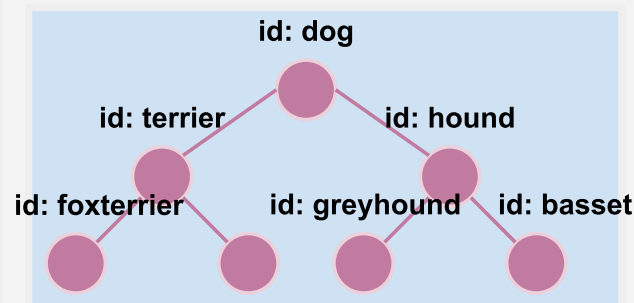 id: dog
id: terrier
id: hound
id: foxterrier
id: greyhound
id: basset